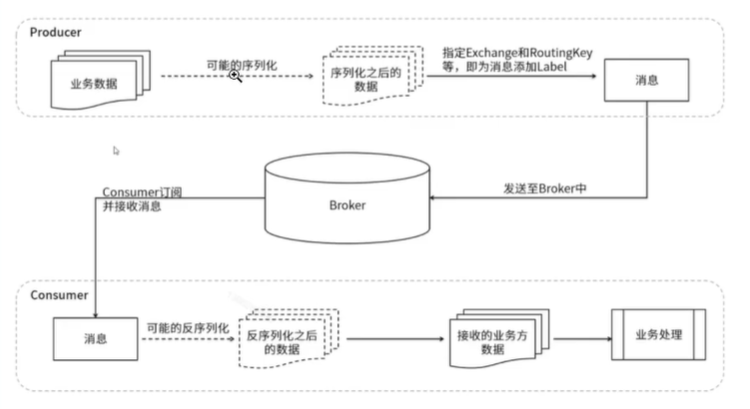 Producer
业务数据
可能的序列化
序列化之后的
数据
指定Exchange和RoutingKey
等，即为消息添加Label
消息
Consumer订阅
并接收消息
Broker
发送至Broker中
Consumer
消息
可能的反序列化
反序列化之后
的数据
接收的业务方
数据
业务处理